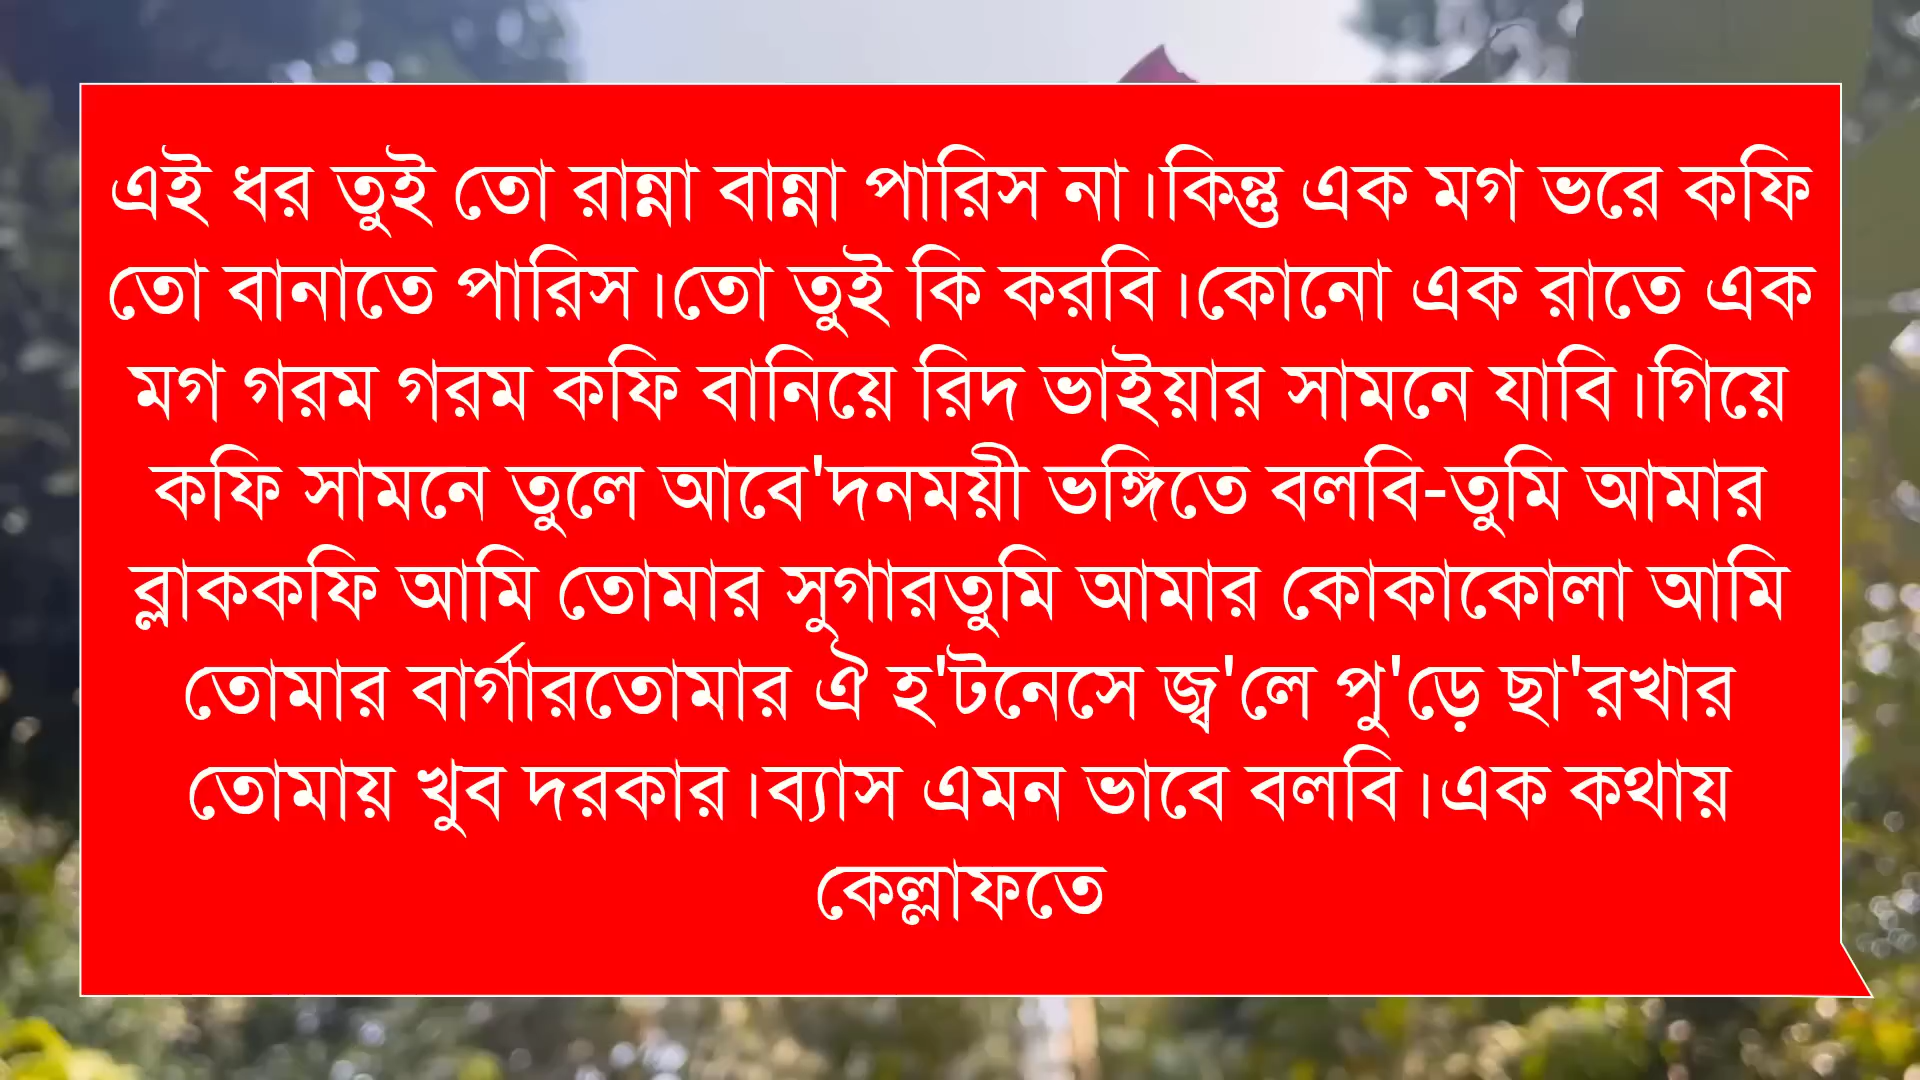 এই ধর তুই তো রান্না বান্না পারিস না।কিন্তু এক মগ ভরে কফি
তো বানাতে পারিস।তো তুই কি করবি।কোনো এক রাতে এক
মগ গরম গরম কফি বানিয়ে রিদ ভাইয়ার সামনে যাবি।গিয়ে
কফি সামনে তুলে আবে'দনময়ী ভঙ্গিতে বলবি-তুমি আমার
ব্লাককফি আমি তোমার সুগারতুমি আমার কোকাকোলা আমি
তোমার বার্গারতোমার ঐ হ'টনেসে জ্ব'লে পু'ড়ে ছা'রখার
তোমায় খুব দরকার।ব্যাস এমন ভাবে বলবি।এক কথায়
কেল্লাফতে